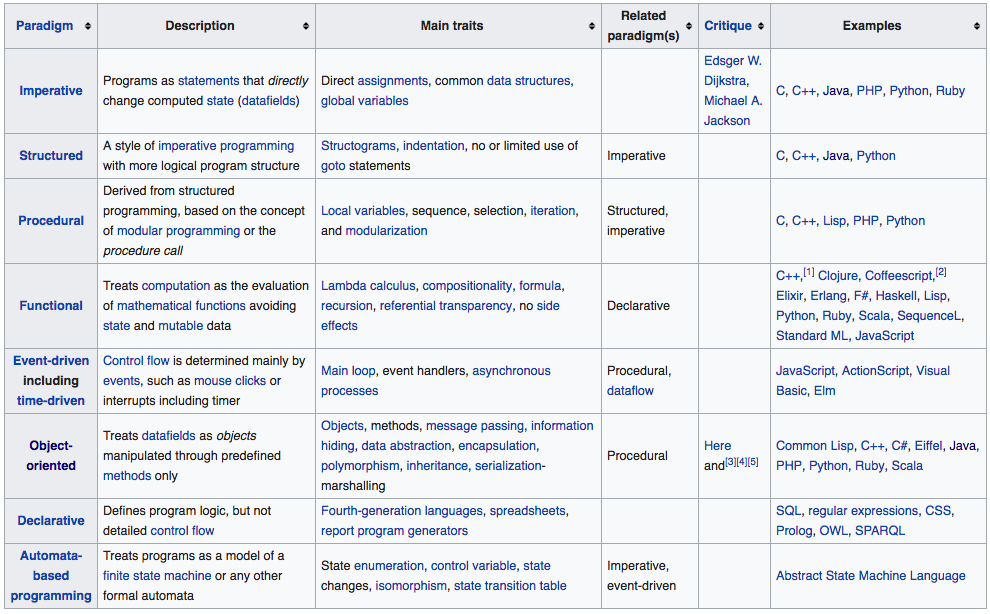 Paradigm Description Main traits Related paradigm(s) Critique Examples
Imperative
Programs as statements that directly
change computed state (datafields)
Direct assignments, common data structures,
global variables
Edsger W.
Dijkstra,
Michael A.
Jackson
C, C++, Java, PHP, Python, Ruby
Structured
A style of imperative programming
with more logical program structure
Structograms, indentation, no or limited use of
goto statements
Imperative
C, C++, Java, Python
Procedural
Derived from structured
programming, based on the concept
of modular programming or the
procedure call
Local variables, sequence, selection, iteration,
and modularization
Structured,
imperative
C, C++, Lisp, PHP, Python
Functional
Treats computation as the evaluation
of mathematical functions avoiding
state and mutable data
Lambda calculus, compositionality, formula,
recursion, referential transparency, no side
effects
Declarative
C++,[1] Clojure, Coffeescript,[2]
Elixir, Erlang, F#, Haskell, Lisp,
Python, Ruby, Scala, SequenceL,
Standard ML, JavaScript
Event-driven
including
time-driven
Control flow is determined mainly by
events, such as mouse clicks or
interrupts including timer
Main loop, event handlers, asynchronous
processes
Procedural,
dataflow
JavaScript, ActionScript, Visual
Basic, Elm
Object-
oriented
Treats datafields as objects
manipulated through predefined
methods only
Objects, methods, message passing, information
hiding, data abstraction, encapsulation,
polymorphism, inheritance, serialization-
marshalling
Procedural
Here
and[3][4][5]
Common Lisp, C++, C#, Eiffel, Java,
PHP, Python, Ruby, Scala
Declarative
Defines program logic, but not
detailed control flow
Fourth-generation languages, spreadsheets,
report program generators
SQL, regular expressions, CSS,
Prolog, OWL, SPARQL
Automata-
based
programming
Treats programs as a model of a
finite state machine or any other
formal automata
State enumeration, control variable, state
changes, isomorphism, state transition table
Imperative,
event-driven
Abstract State Machine Language